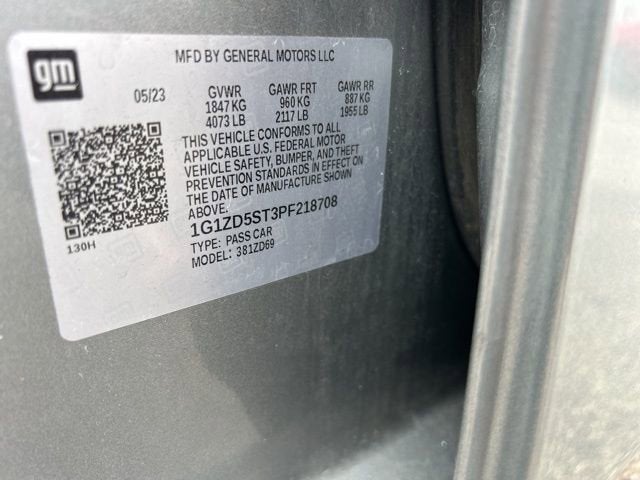 gm
MFD BY GENERAL MOTORS LLC
05/23 GVWR GAWR FRT GAWR RR
1847 KG 960 KG 887 KG
4073 LB 2117 LB 1955 LB
THIS VEHICLE CONFORMS TO ALL
APPLICABLE U.S. FEDERAL MOTOR
VEHICLE SAFETY, BUMPER, AND THEFT
PREVENTION STANDARDS IN EFFECT ON
THE DATE OF MANUFACTURE SHOWN
ABOVE.
1G1ZD5ST3PF218708
TYPE: PASS CAR
MODEL: 381ZD69
130H